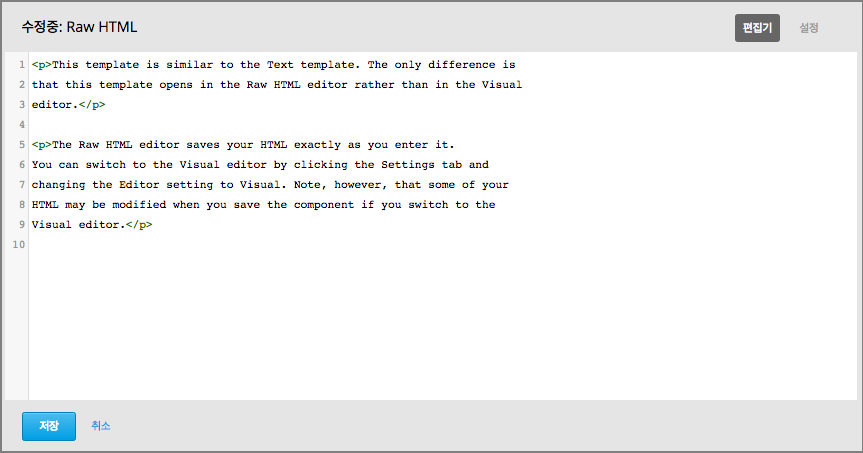 수정중: Raw HTML
편집기 설정
1 <p>This template is similar to the Text template. The only difference is
2 that this template opens in the Raw HTML editor rather than in the Visual
3 editor.</p>
4
5 <p>The Raw HTML editor saves your HTML exactly as you enter it.
6 You can switch to the Visual editor by clicking the Settings tab and
7 changing the Editor setting to Visual. Note, however, that some of your
8 HTML may be modified when you save the component if you switch to the
9 Visual editor.</p>
10
저장 취소